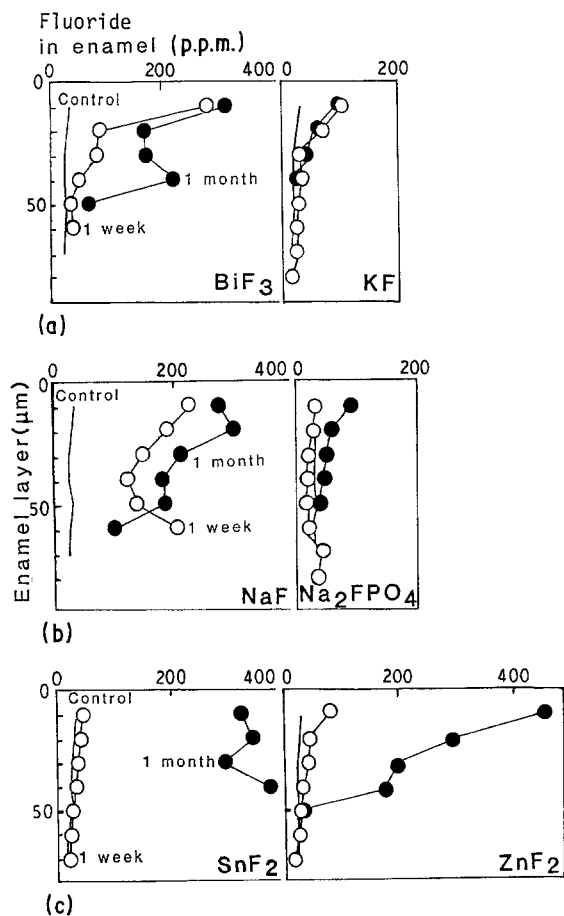 Fluoride
in enamel (p.p.m.)
0 200 400 0 200
Control
50
1 month
1 week
BiF3 KF
(a)
0 200 400 0 200
Control
1 month
50
1 week
NaF Na2FPO4
Enamel layer(µm)
(b)
0 200 400 0 200 400
Control
1 month
50
1 week
SnF2 ZnF2
(c)